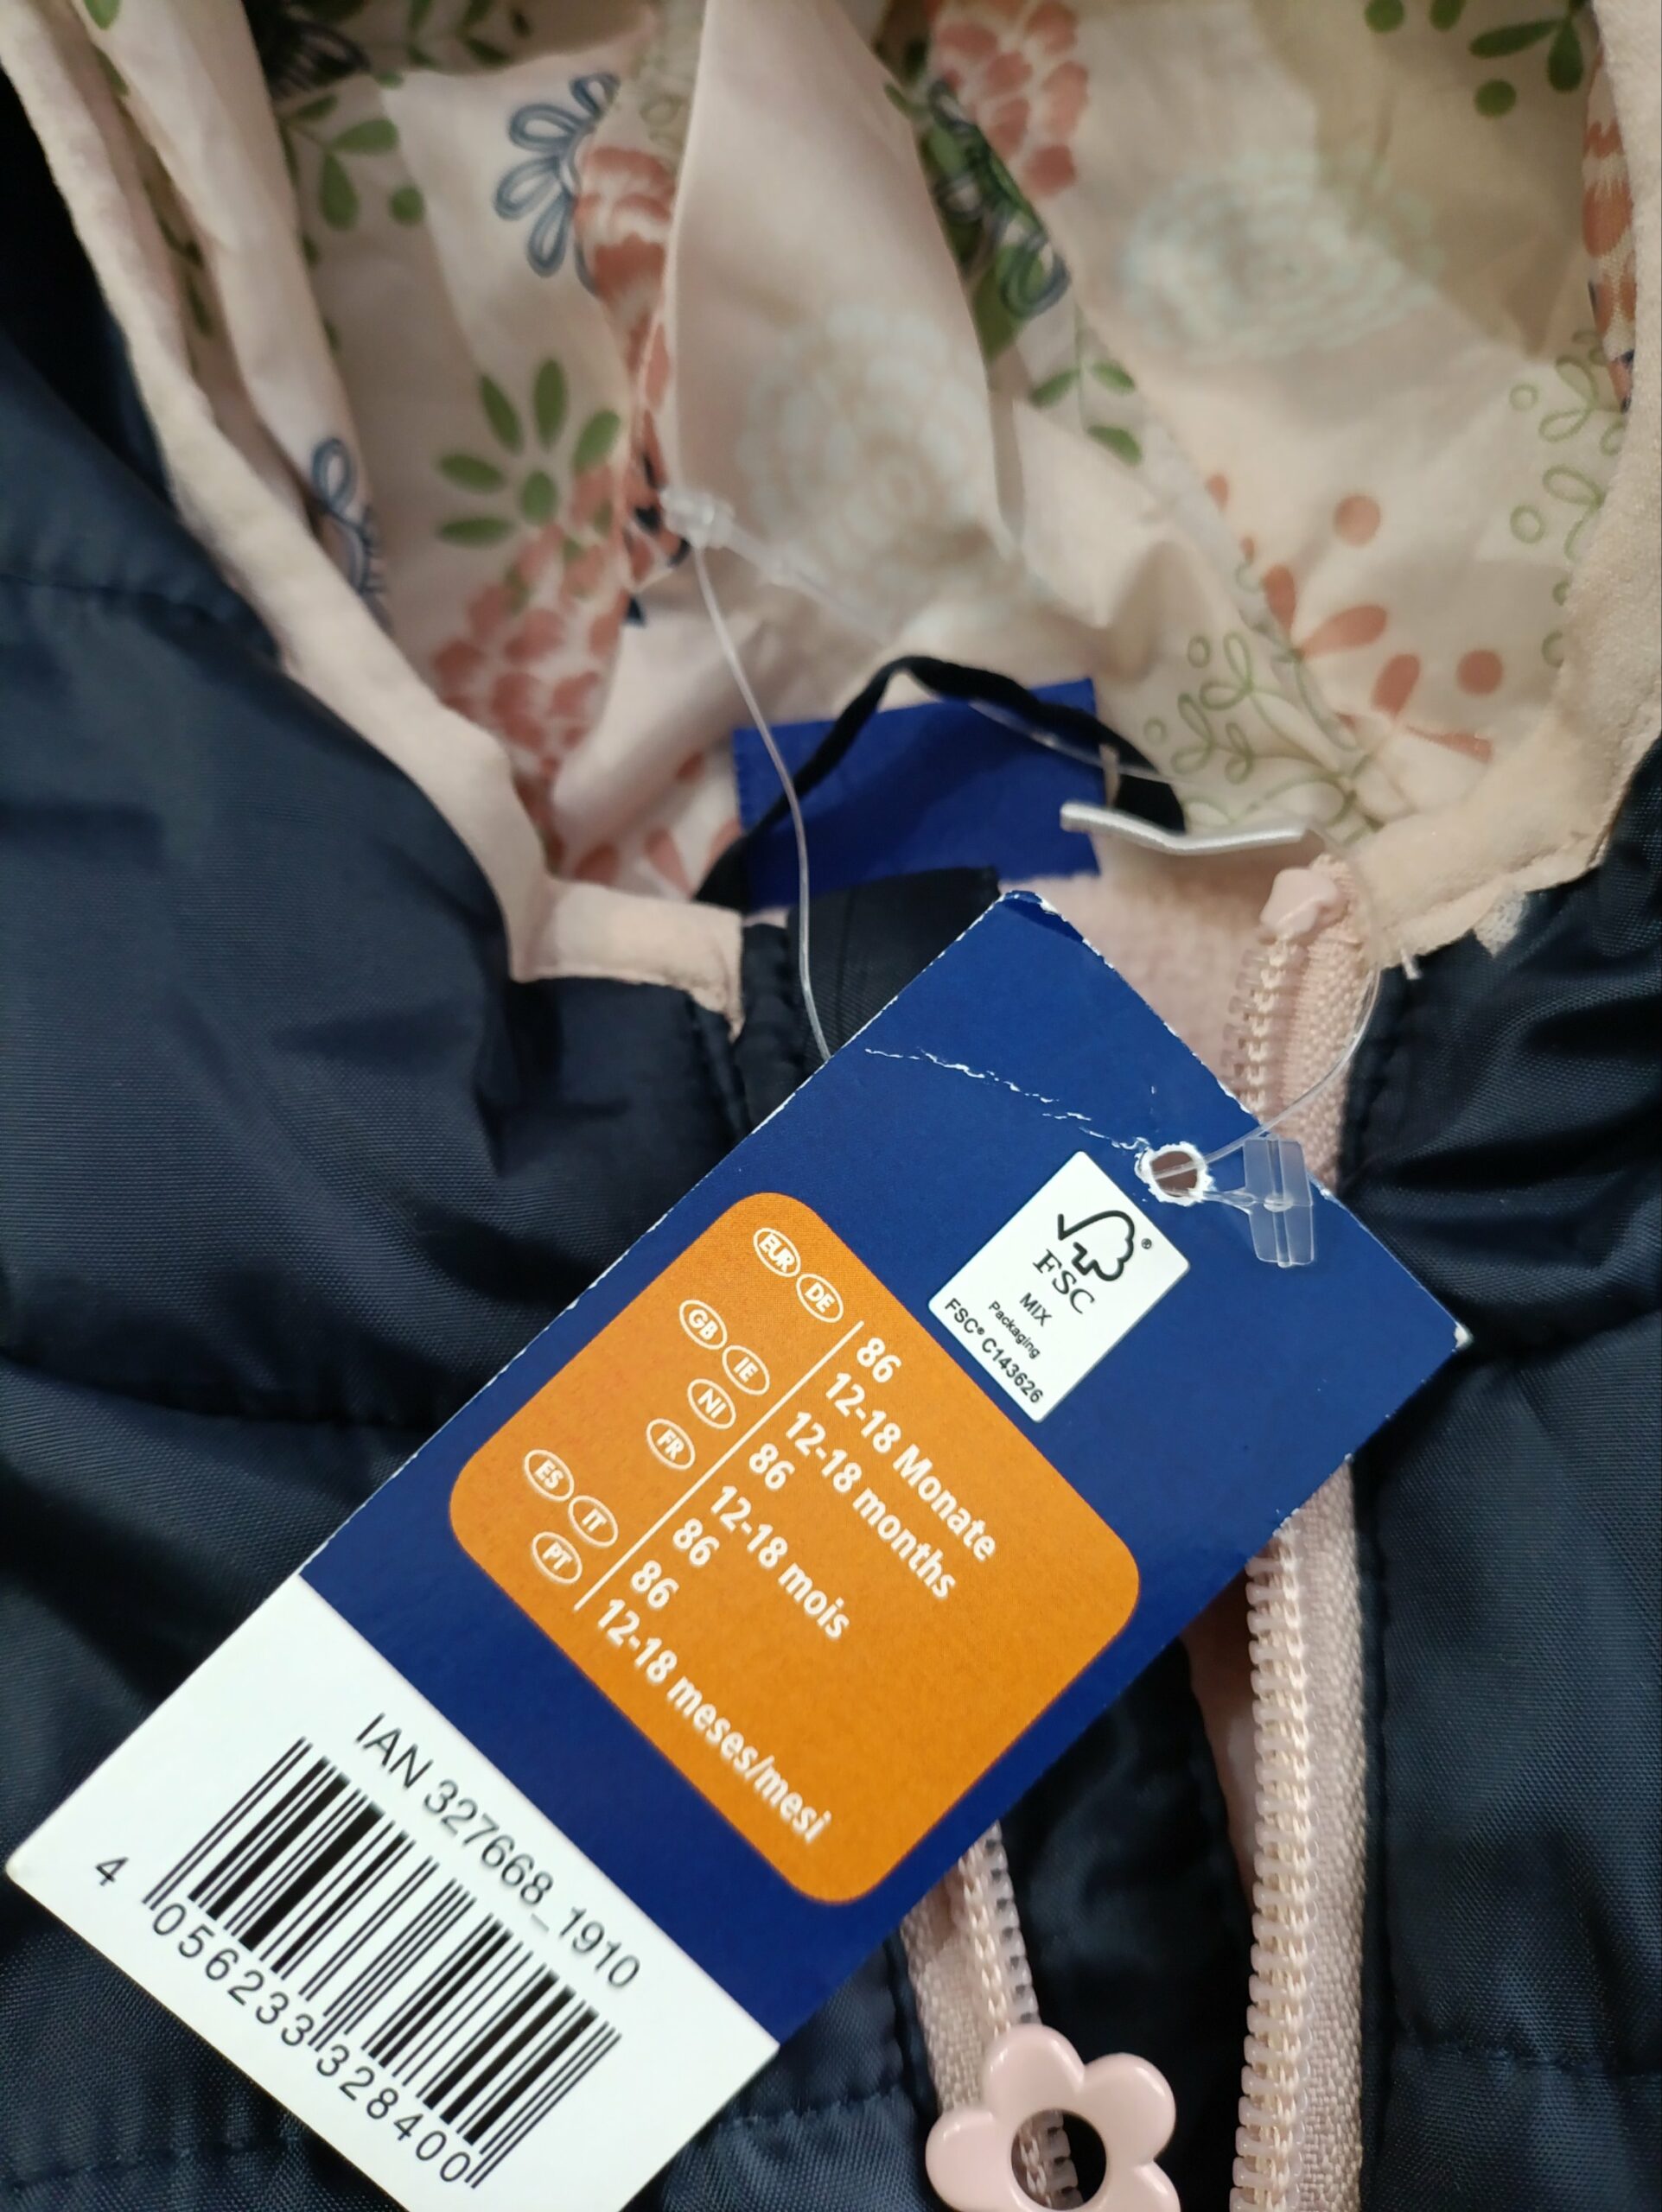 FSC
®
MIX
Packaging
FSC® C143626
EUR 86
DE 12-18 Monate
GB IE 12-18 months
NI 86
FR 12-18 mois
ES IT 86
PT 86
12-18 meses/mesi
IAN 327668_1910
4 056233 328400